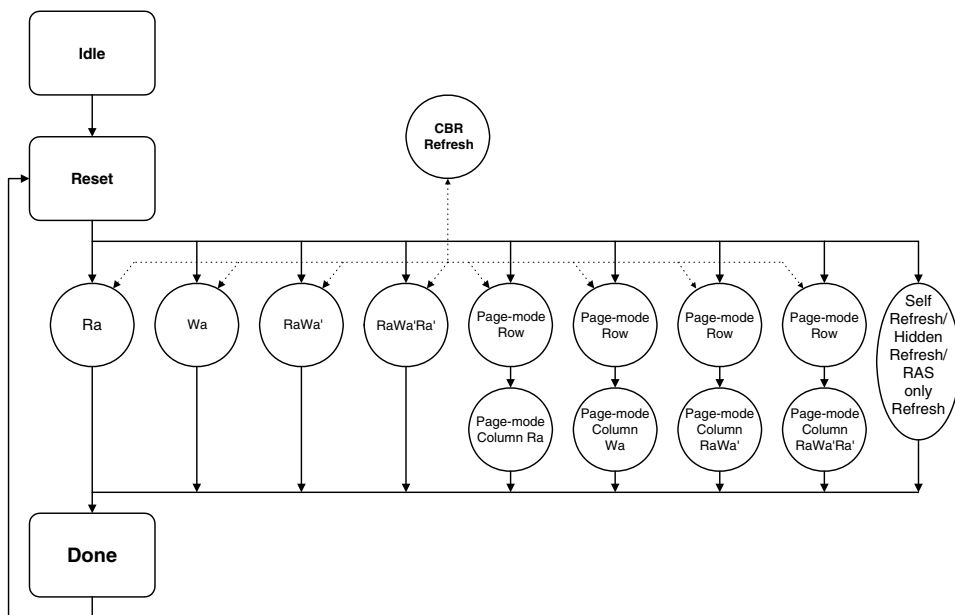 Idle
CBR
Refresh
Reset
Ra
Wa
RaWa'
RaWa'Ra'
Page-mode
Row
Page-mode
Row
Page-mode
Row
Page-mode
Row
Self
Refresh/
Hidden
Refresh/
RAS
only
Refresh
Page-mode
Column Ra
Page-mode
Column
Wa
Page-mode
Column
RaWa'
Page-mode
Column
RaWa'Ra'
Done